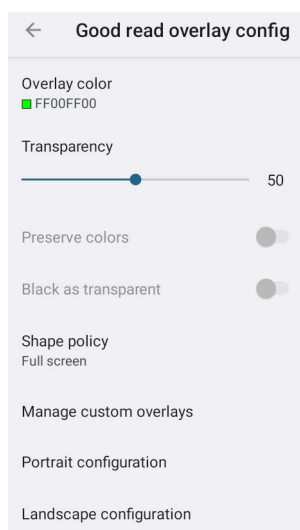 Good read overlay config
Overlay color
FF00FF00
Transparency
50
Preserve colors
Black as transparent
Shape policy
Full screen
Manage custom overlays
Portrait configuration
Landscape configuration